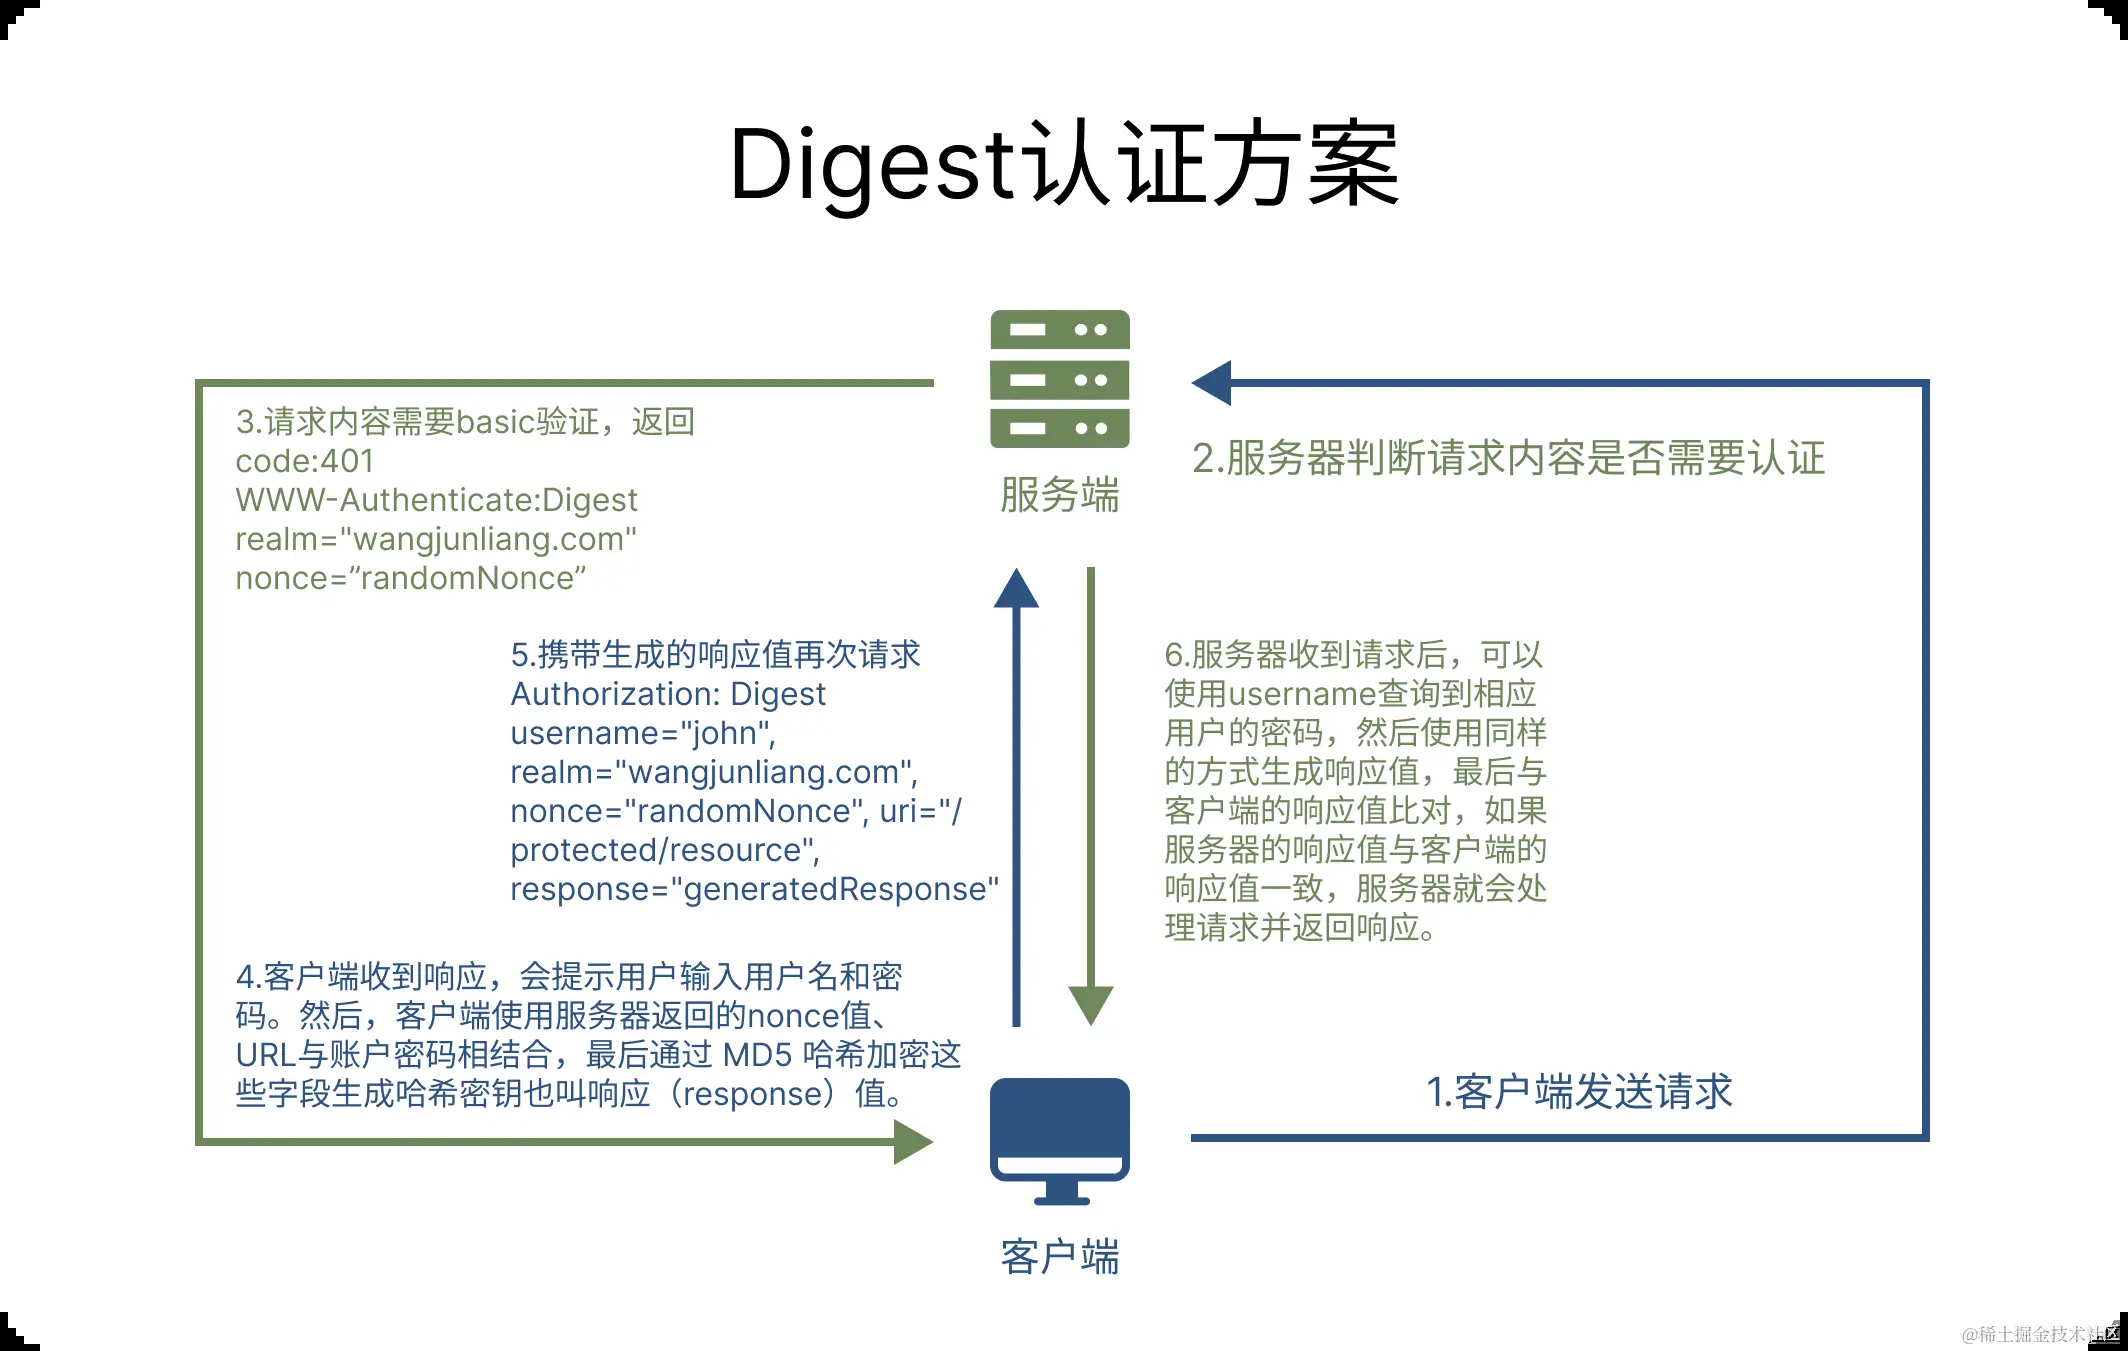 Digest认证方案
服务端
3.请求内容需要basic验证，返回
code:401
WWW-Authenticate:Digest
realm="wangjunliang.com"
nonce=”randomNonce”
2.服务器判断请求内容是否需要认证
5.携带生成的响应值再次请求
Authorization: Digest
username="john",
realm="wangjunliang.com",
nonce="randomNonce", uri="/
protected/resource",
response="generatedResponse"
6.服务器收到请求后，可以
使用username查询到相应
用户的密码，然后使用同样
的方式生成响应值，最后与
客户端的响应值比对，如果
服务器的响应值与客户端的
响应值一致，服务器就会处
理请求并返回响应。
4.客户端收到响应，会提示用户输入用户名和密
码。然后，客户端使用服务器返回的nonce值、
URL与账户密码相结合，最后通过 MD5 哈希加密这
些字段生成哈希密钥也叫响应（response）值。
1.客户端发送请求
客户端
@稀土掘金技术社区